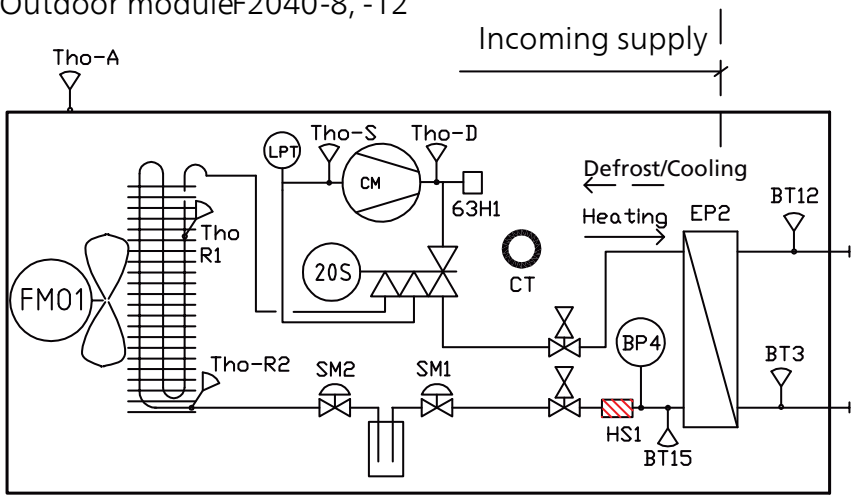 Outdoor moduleF2040-8, -12
Incoming supply
Tho-A
Tho-S
Tho-D
LPT
CM
63H1
Defrost/Cooling
Heating
EP2
BT12
Tho
R1
20S
CT
FM01
BP4
BT3
Tho-R2
SM2
SM1
HS1
BT15